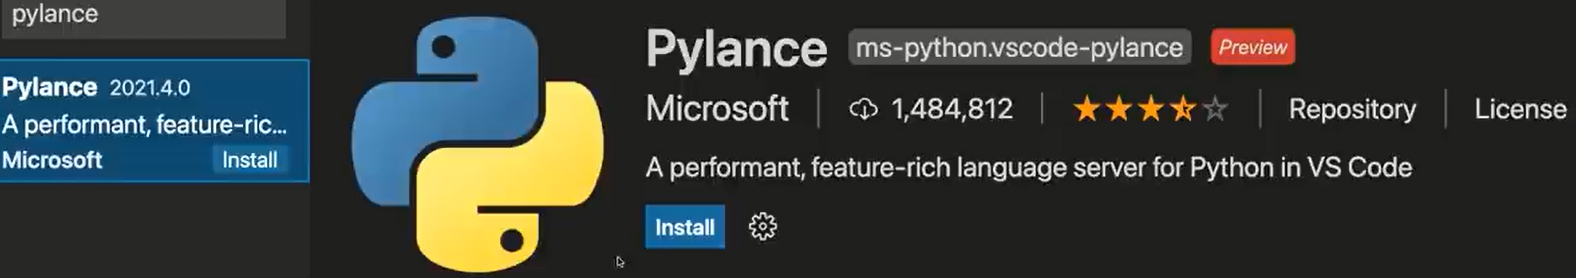 pylance
Pylance 2021.4.0
A performant, feature-ric...
Microsoft Install
Pylance ms-python.vscode-pylance Preview
Microsoft 1,484,812 Repository License
A performant, feature-rich language server for Python in VS Code
Install